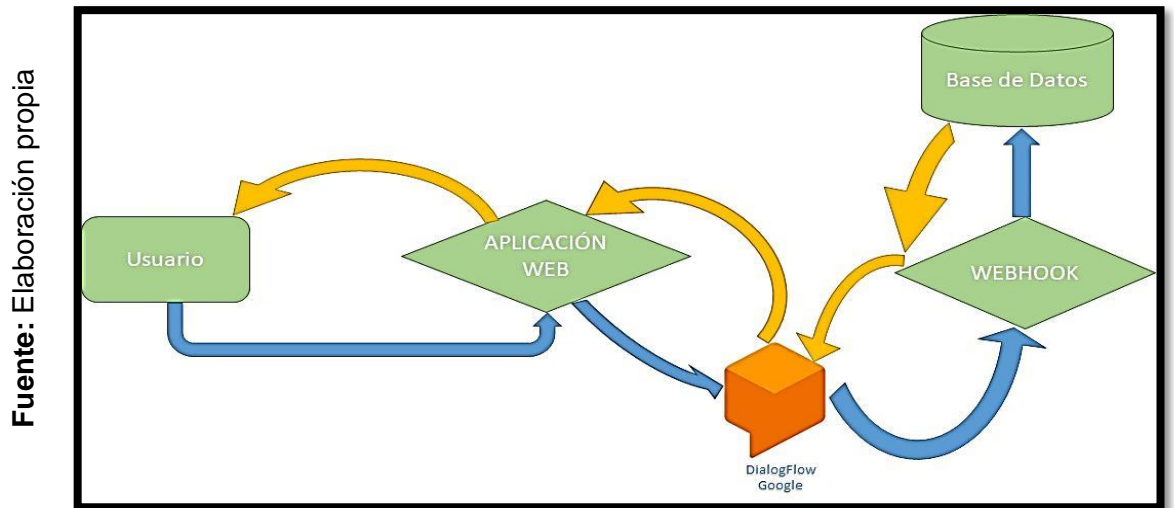 Fuente: Elaboración propia
Base de Datos
Usuario
APLICACIÓN
WEB
WEBHOOK
DialogFlow
Google